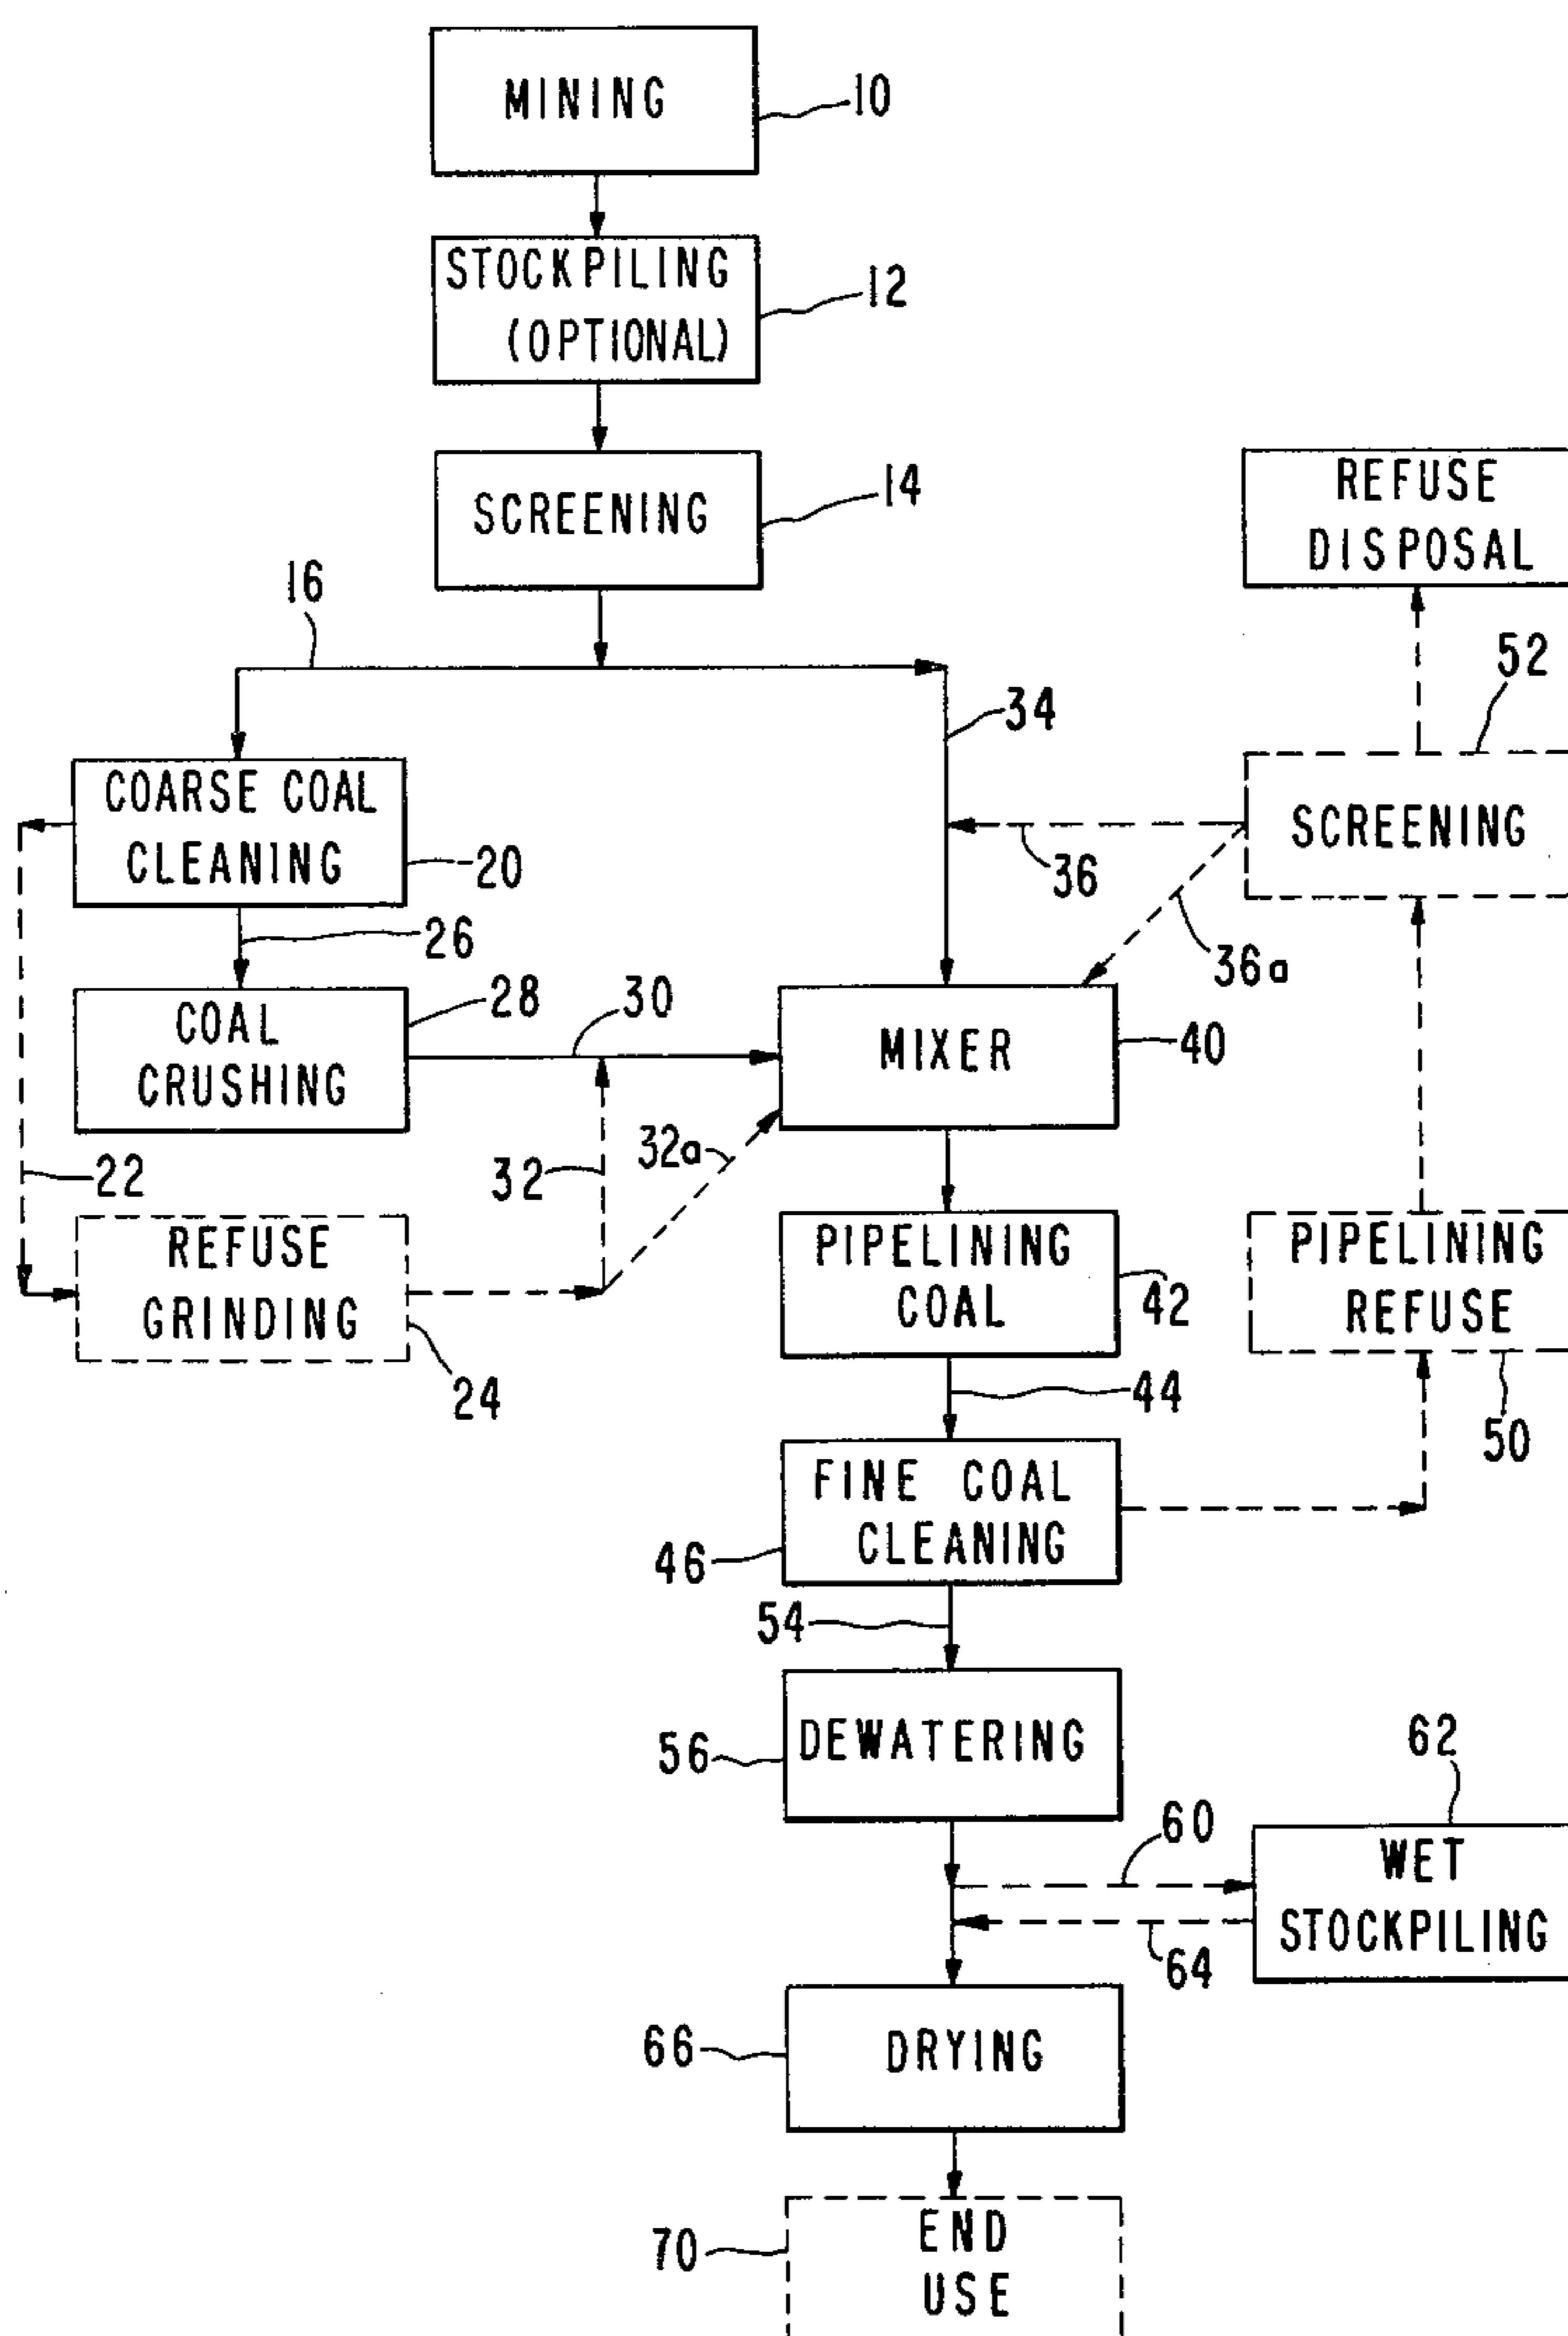 MINING
10
STOCKPILING
(OPTIONAL)
12
SCREENING
14
REFUSE
DISPOSAL
16
34
52
COARSE COAL
CLEANING
20
SCREENING
36
36a
26
COAL
CRUSHING
28
30
MIXER
40
22
32
32a
REFUSE
GRINDING
24
PIPELINING
COAL
42
PIPELINING
REFUSE
50
44
FINE COAL
CLEANING
46
54
DEWATERING
56
60
62
WET
STOCKPILING
64
DRYING
66
END
USE
70